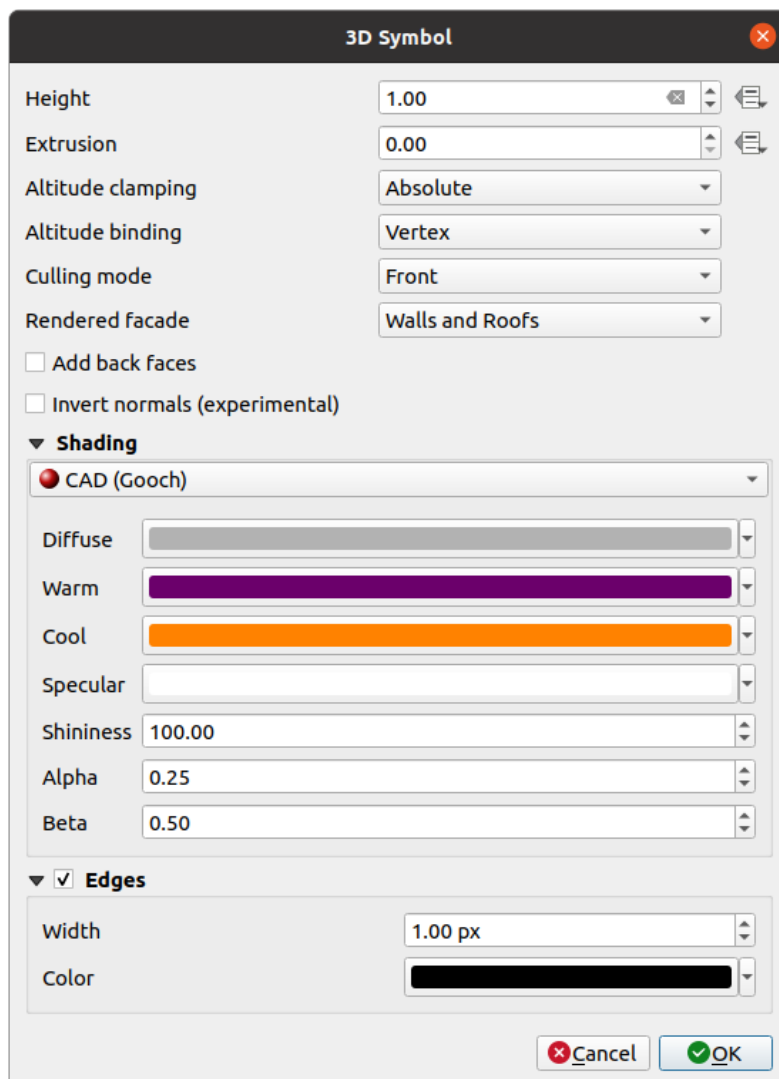 3D Symbol
Height 1.00
Extrusion 0.00
Altitude clamping Absolute
Altitude binding Vertex
Culling mode Front
Rendered facade Walls and Roofs
Add back faces
Invert normals (experimental)
Shading
CAD (Gooch)
Diffuse
Warm
Cool
Specular
Shininess 100.00
Alpha 0.25
Beta 0.50
Edges
Width 1.00 px
Color
Cancel OK